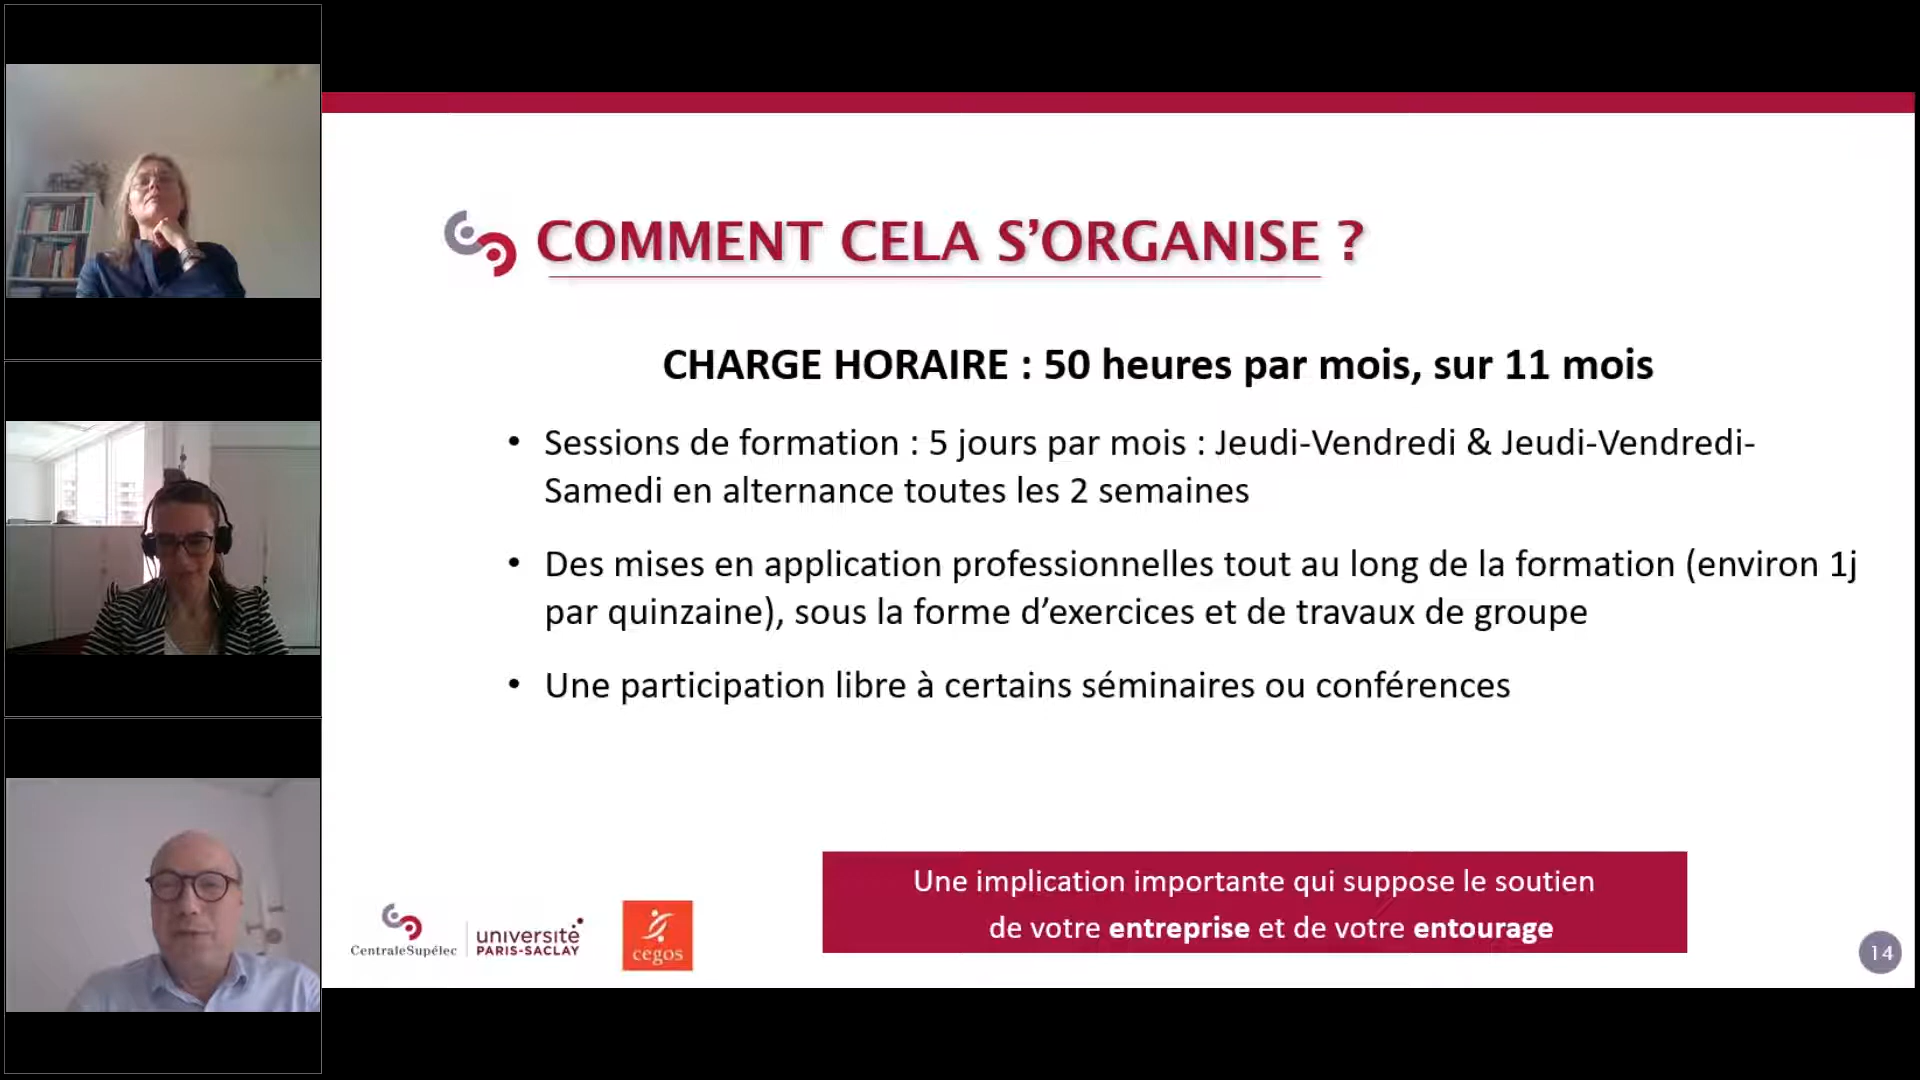 COMMENT CELA S’ORGANISE ?
CHARGE HORAIRE : 50 heures par mois, sur 11 mois
• Sessions de formation : 5 jours par mois : Jeudi-Vendredi & Jeudi-Vendredi-
Samedi en alternance toutes les 2 semaines
• Des mises en application professionnelles tout au long de la formation (environ 1j
par quinzaine), sous la forme d’exercices et de travaux de groupe
• Une participation libre à certains séminaires ou conférences
Une implication importante qui suppose le soutien
de votre entreprise et de votre entourage
CentraleSupélec
université
PARIS-SACLAY
cegos
14